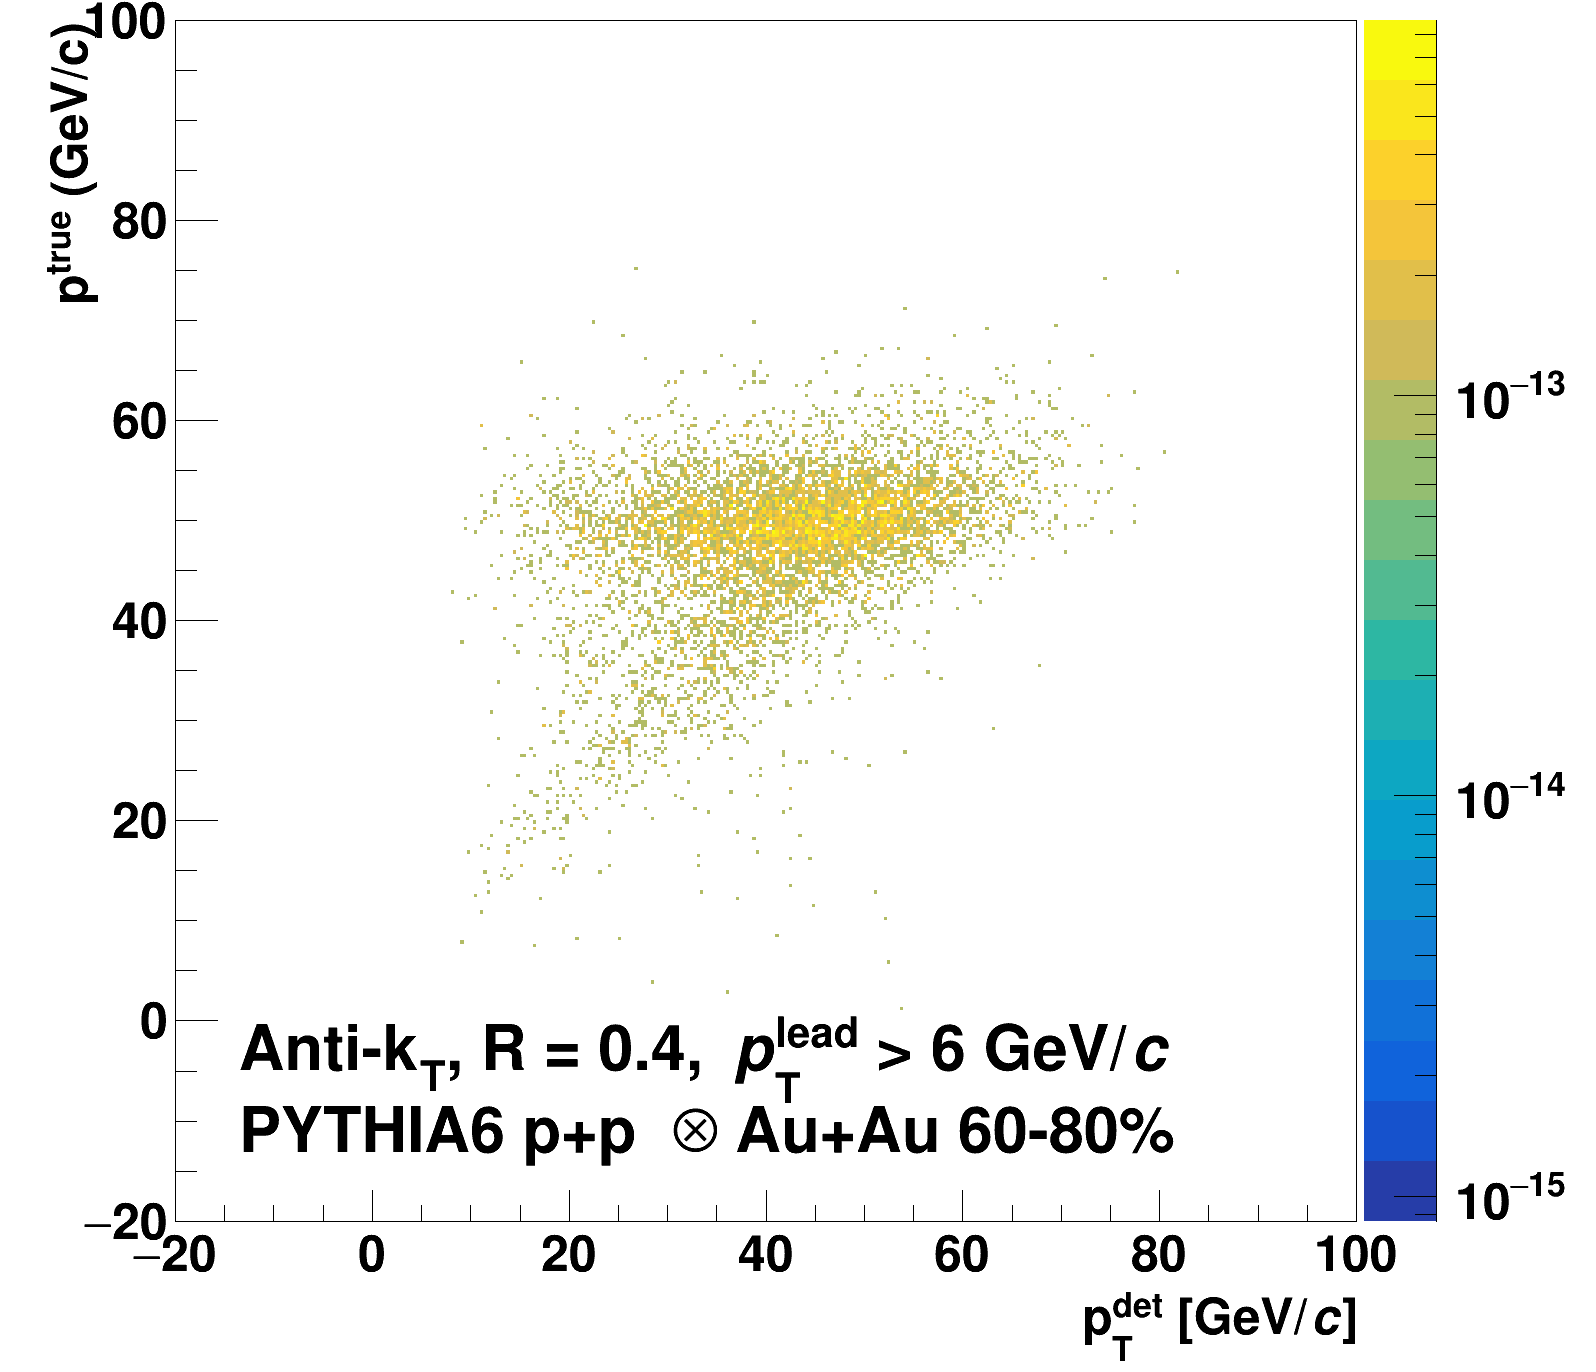 p^true (GeV/c)
100
80
60
40
20
0
−20
−20 0 20 40 60 80 100
p_T^det [GeV/c]
Anti-k_T, R = 0.4, p_T^lead > 6 GeV/c
PYTHIA6 p+p ⊗ Au+Au 60-80%
10^−13
10^−14
10^−15